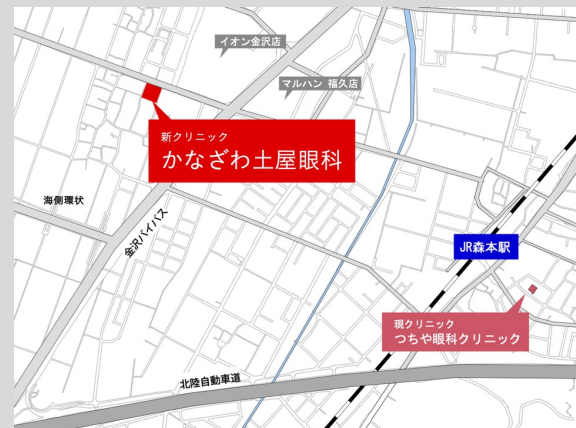 イオン金沢店
マルハン 福久店
新クリニック
かなざわ土屋眼科
海側環状
金沢バイパス
JR森本駅
現クリニック
つちや眼科クリニック
北陸自動車道